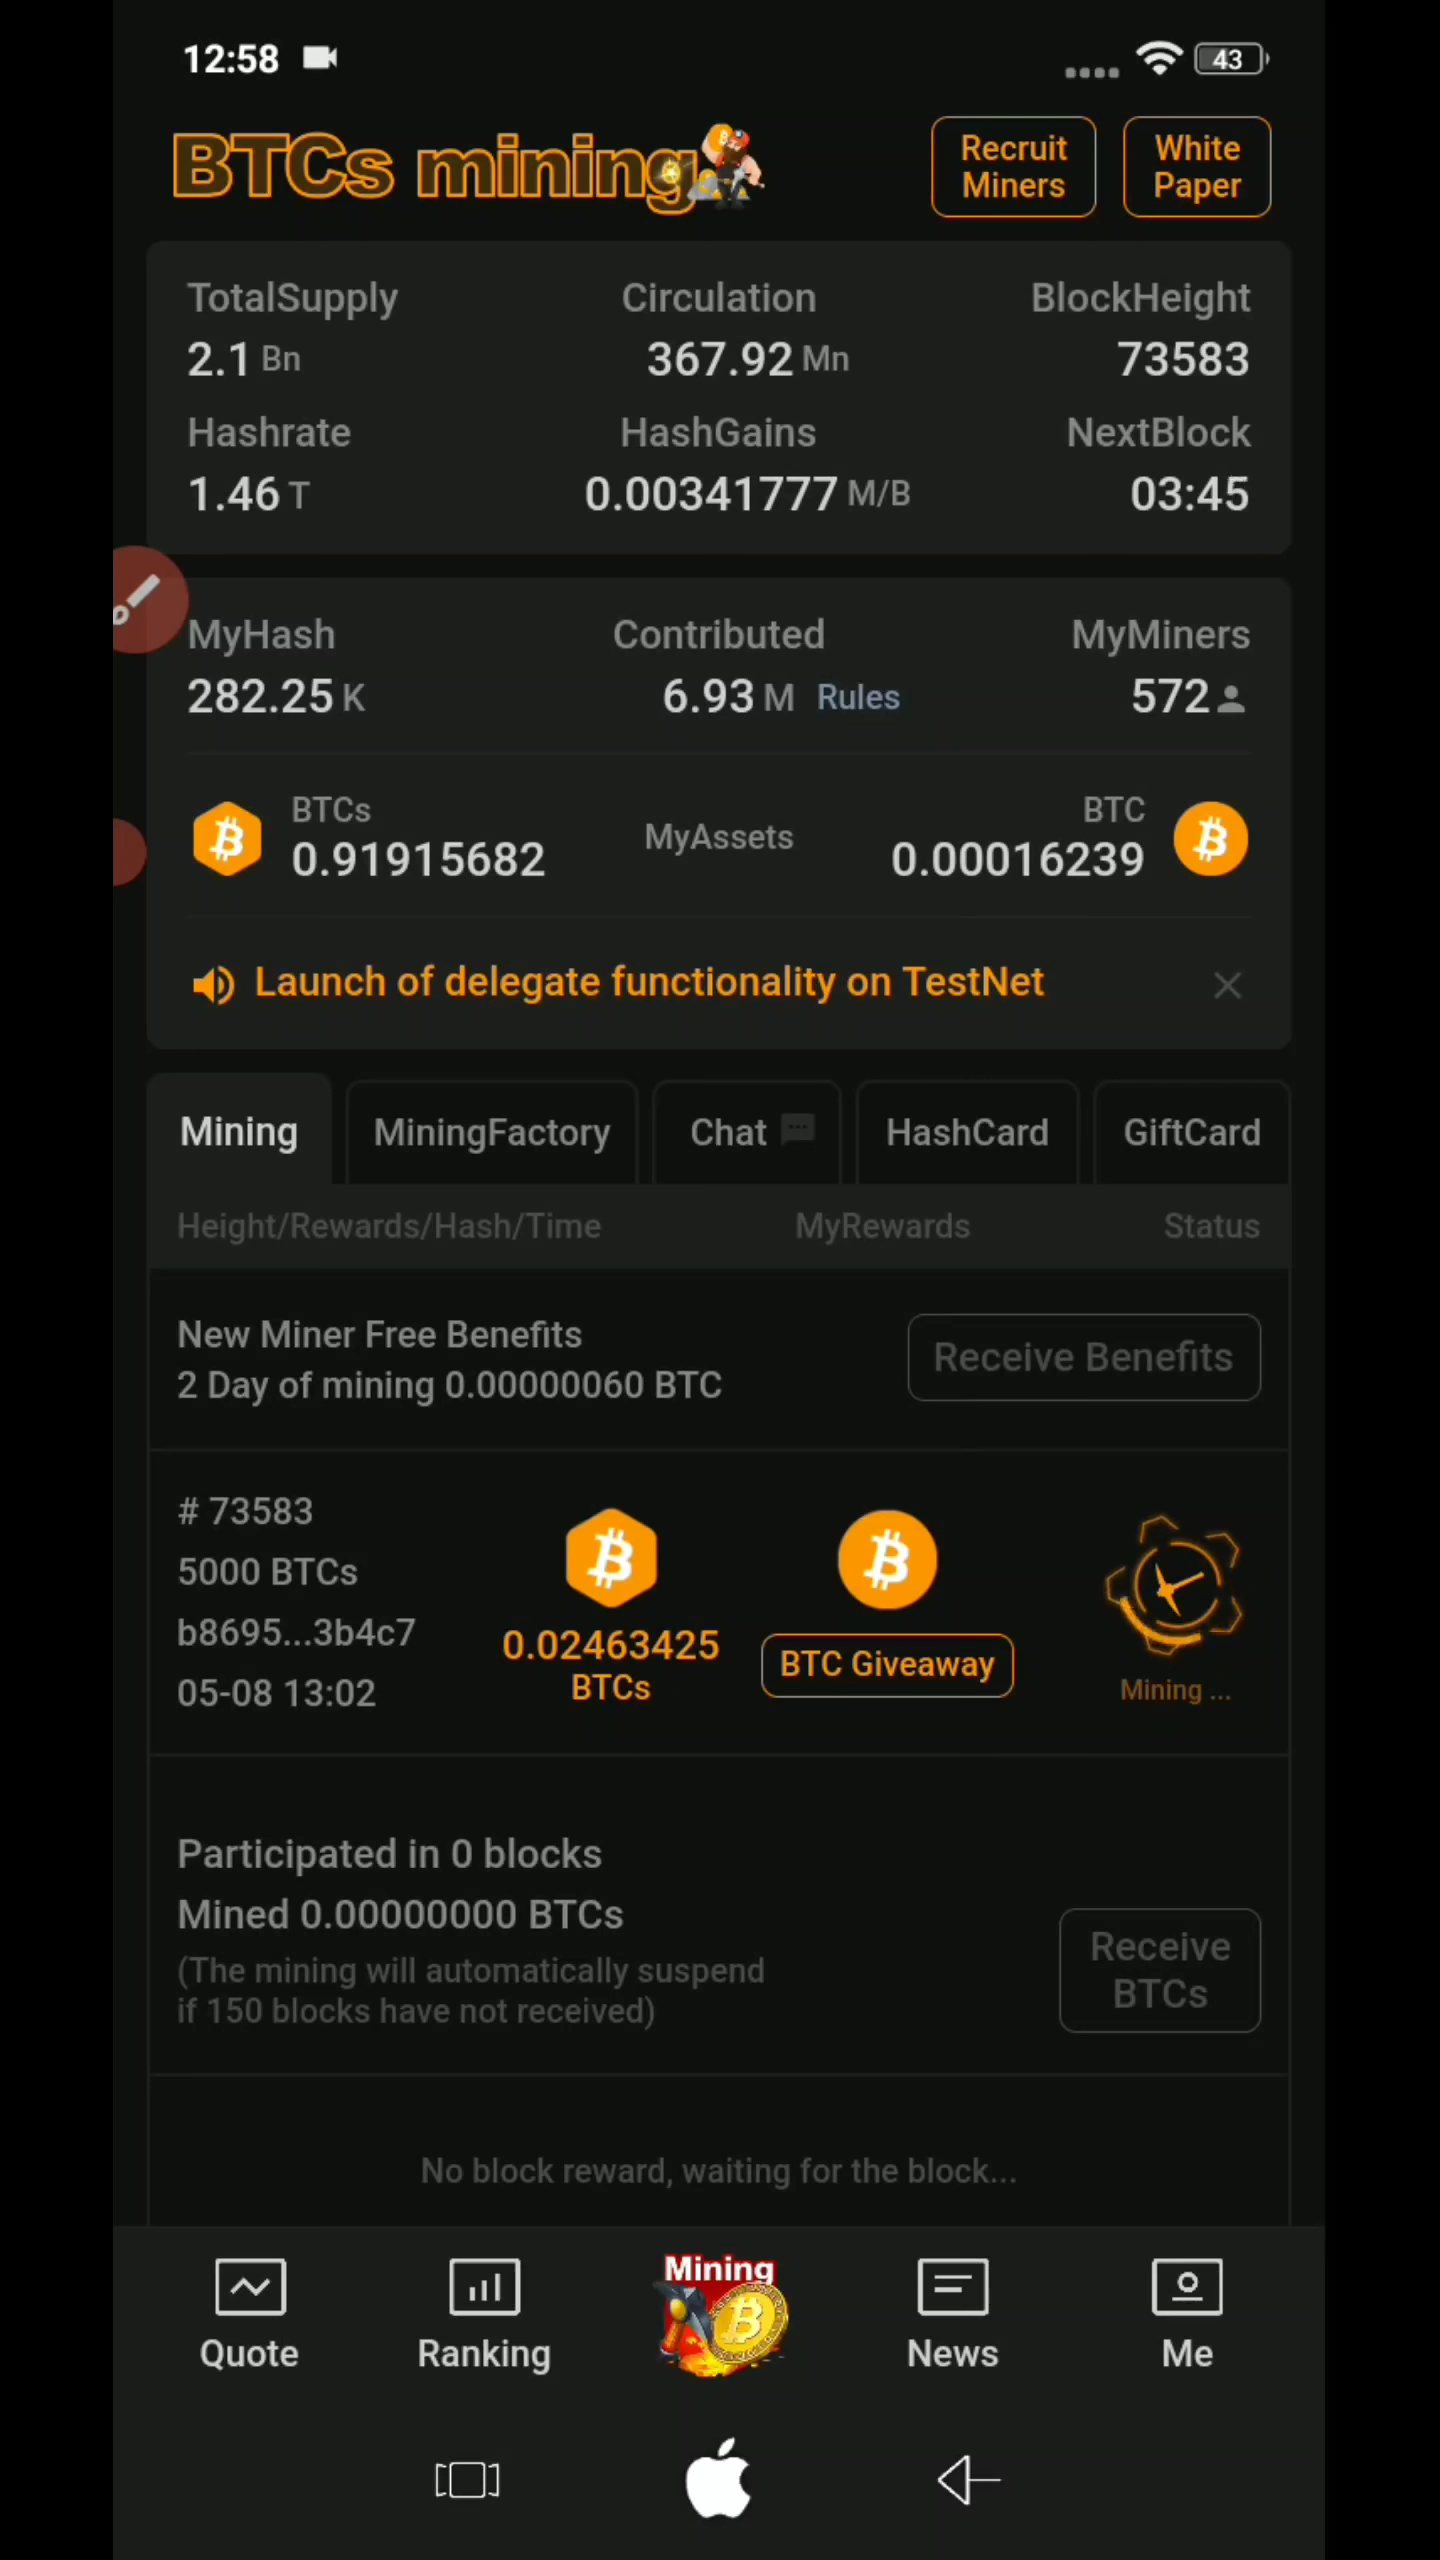 12:58
43
BTCs mining
Recruit Miners
White Paper
TotalSupply Circulation BlockHeight
2.1 Bn 367.92 Mn 73583
Hashrate HashGains NextBlock
1.46 T 0.00341777 M/B 03:45
MyHash Contributed MyMiners
282.25 K 6.93 M Rules 572
BTCs MyAssets BTC
0.91915682 0.00016239
Launch of delegate functionality on TestNet
Mining MiningFactory Chat HashCard GiftCard
Height/Rewards/Hash/Time MyRewards Status
New Miner Free Benefits
2 Day of mining 0.00000060 BTC
Receive Benefits
# 73583
5000 BTCs
b8695...3b4c7
05-08 13:02
0.02463425
BTCs
BTC Giveaway
Mining ...
Participated in 0 blocks
Mined 0.00000000 BTCs
(The mining will automatically suspend
if 150 blocks have not received)
Receive
BTCs
No block reward, waiting for the block...
Mining
Quote Ranking News Me